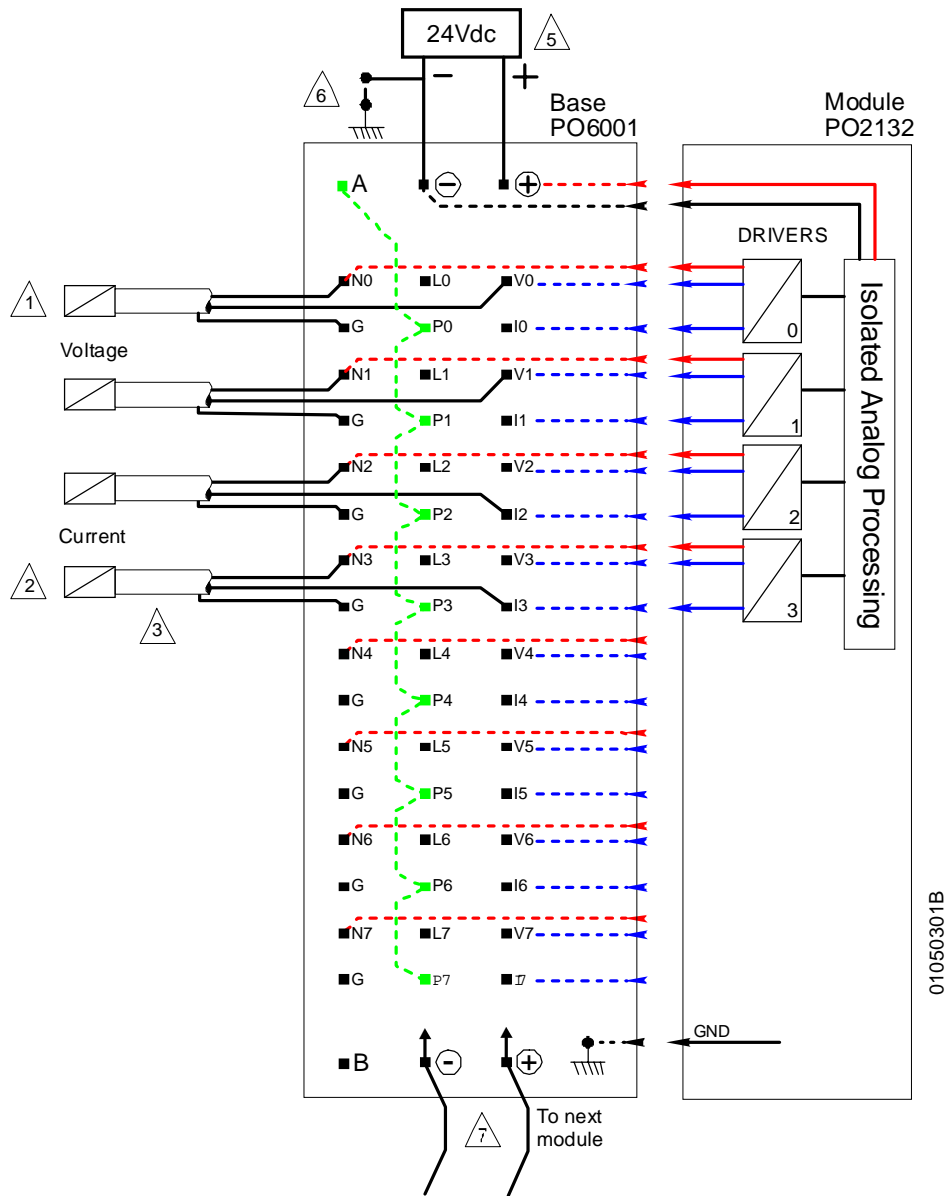 24Vdc
5
− +
6
Base
PO6001
Module
PO2132
A − +
DRIVERS
N0 L0 V0
1
G P0 I0
0
Voltage
N1 L1 V1
G P1 I1
1
N2 L2 V2
G P2 I2
2
Current
N3 L3 V3
2
G P3 I3
3
3
Isolated Analog Processing
N4 L4 V4
G P4 I4
N5 L5 V5
G P5 I5
N6 L6 V6
G P6 I6
N7 L7 V7
G P7 I7
GND
B - +
7
To next
module
01050301B